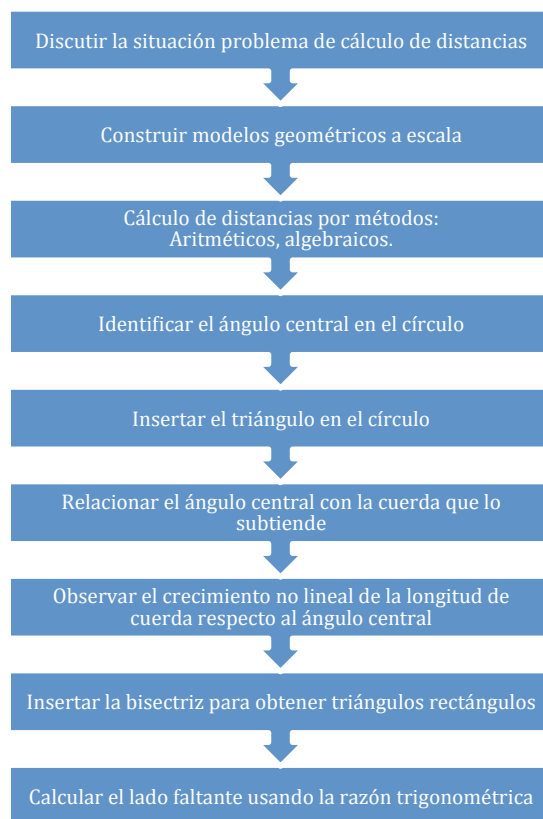 Discutir la situación problema de cálculo de distancias
Construir modelos geométricos a escala
Cálculo de distancias por métodos:
Aritméticos, algebraicos.
Identificar el ángulo central en el círculo
Insertar el triángulo en el círculo
Relacionar el ángulo central con la cuerda que lo
subtiende
Observar el crecimiento no lineal de la longitud de
cuerda respecto al ángulo central
Insertar la bisectriz para obtener triángulos rectángulos
Calcular el lado faltante usando la razón trigonométrica